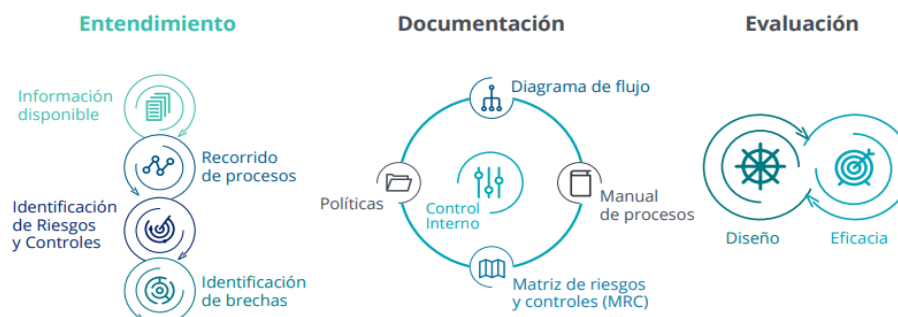 Entendimiento
Información
disponible
Recorrido
de procesos
Identificación
de Riesgos
y Controles
Identificación
de brechas
Documentación
Diagrama de flujo
Políticas
Control
Interno
Manual
de procesos
Matriz de riesgos
y controles (MRC)
Evaluación
Diseño
Eficacia